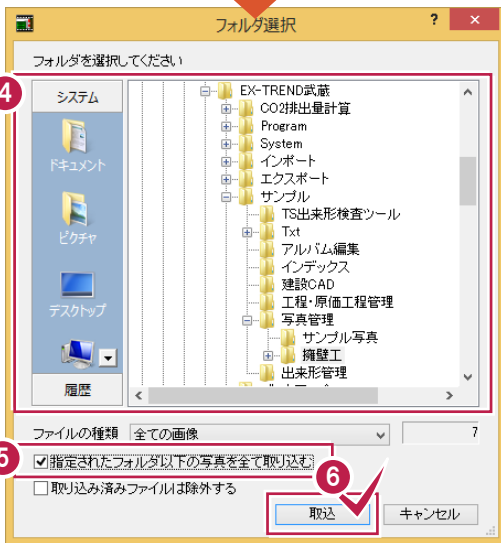 フォルダ選択
?
×
フォルダを選択してください
4
システム
ドキュメント
ピクチャ
デスクトップ
履歴
EX-TREND武蔵
CO2排出量計算
Program
System
インポート
エクスポート
サンプル
TS出来形検査ツール
Txt
アルバム編集
インデックス
建設CAD
工程・原価工程管理
写真管理
サンプル写真
擁壁工
出来形管理
ファイルの種類 全ての画像 7
5
指定されたフォルダ以下の写真を全て取り込む
取り込み済みファイルは除外する
6
取込 キャンセル